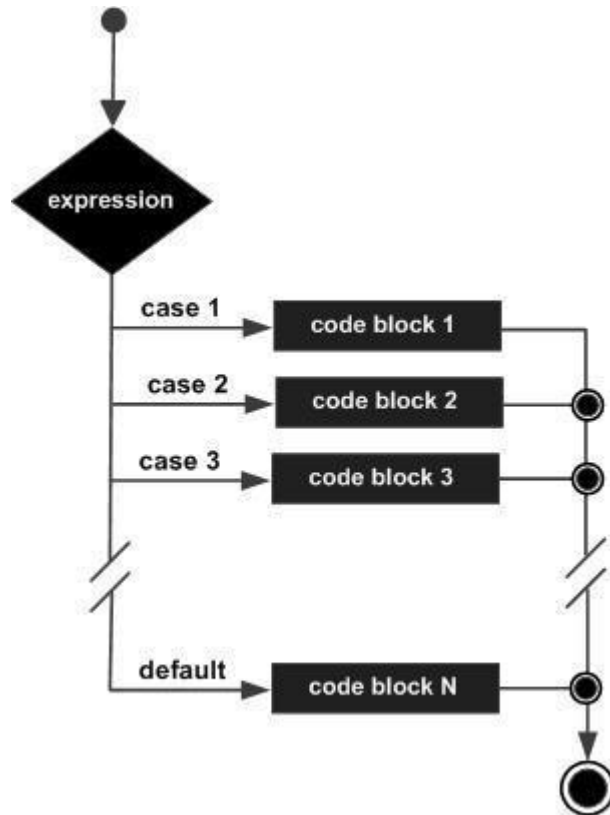 expression
case 1
code block 1
case 2
code block 2
case 3
code block 3
default
code block N